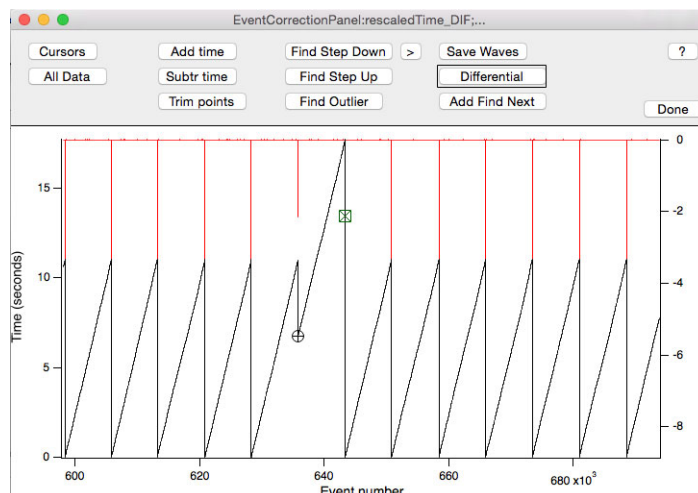 EventCorrectionPanel:rescaledTime_DIF;...
Cursors Add time Find Step Down > Save Waves ?
All Data Subtr time Find Step Up Differential
Trim points Find Outlier Add Find Next Done
Time (seconds)
15
10
5
0
0
-2
-4
-6
-8
600 620 640 660 680 x10³
Event number